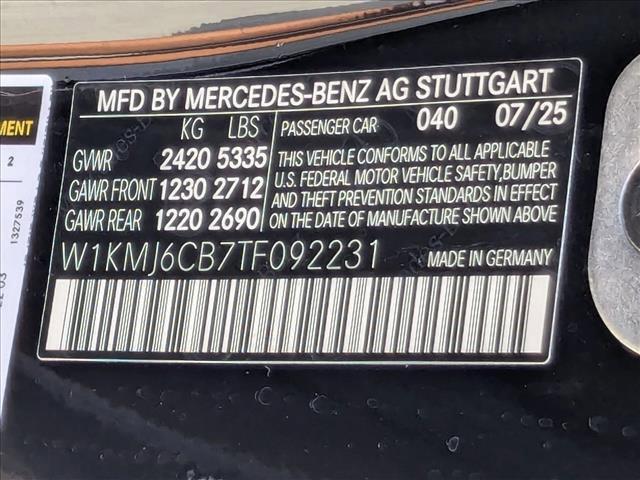 MFD BY MERCEDES-BENZ AG STUTTGART
KG LBS
GVWR 2420 5335
GAWR FRONT 1230 2712
GAWR REAR 1220 2690
PASSENGER CAR 040 07/25
THIS VEHICLE CONFORMS TO ALL APPLICABLE
U.S. FEDERAL MOTOR VEHICLE SAFETY,BUMPER
AND THEFT PREVENTION STANDARDS IN EFFECT
ON THE DATE OF MANUFACTURE SHOWN ABOVE
W1KMJ6CB7TF092231
MADE IN GERMANY
2
1327539